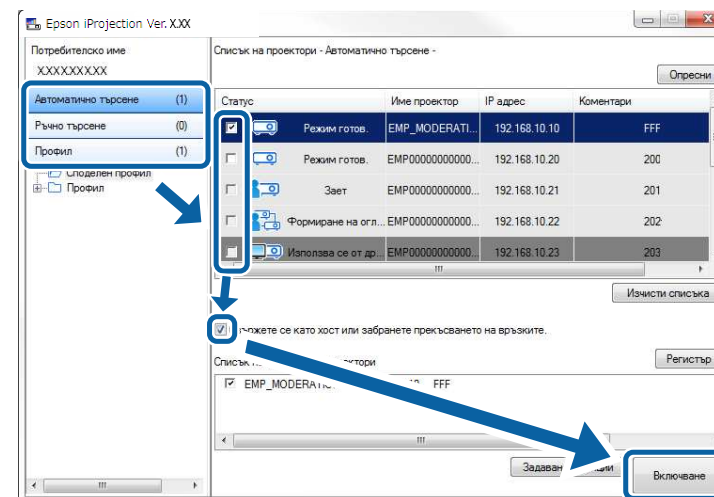 Epson iProjection Ver. X.XX
Потребителско име
XXXXXXXXX
Автоматично търсене (1)
Ръчно търсене (0)
Профил (1)
Споделен профил
Профил
Списък на проектори - Автоматично търсене -
Опресни
Статус Име проектор IP адрес Коментари
Режим готов. EMP_MODERATI... 192.168.10.10 FFF
Режим готов. EMP00000000000... 192.168.10.20 200
Зает EMP00000000000... 192.168.10.21 201
Формиране на огл... EMP00000000000... 192.168.10.22 202
Използва се от др... EMP00000000000... 192.168.10.23 203
Изчисти списъка
се като хост или забранете прекъсването на връзките.
Списък
Регистър
FFF
Включване